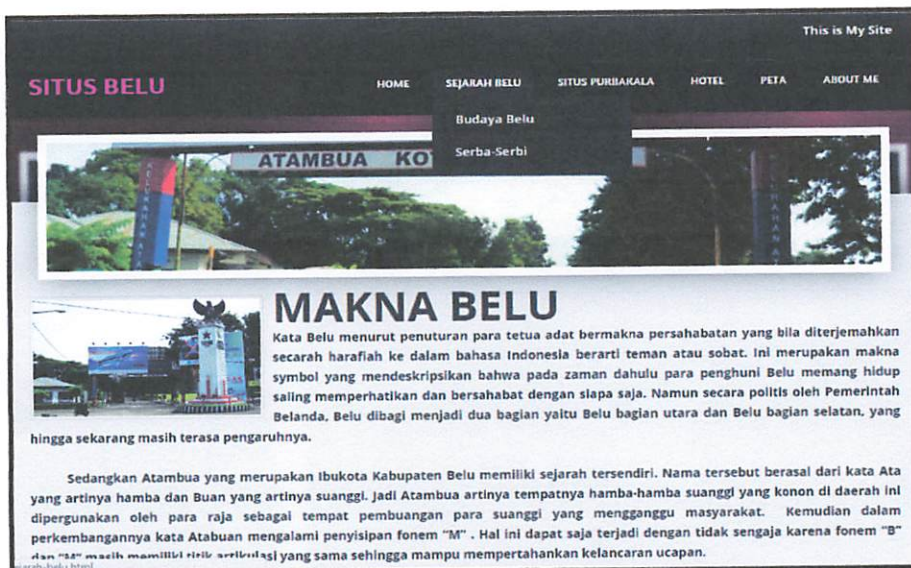 This is My Site
SITUS BELU
HOME SEJARAH BELU SITUS PURBAKALA HOTEL PETA ABOUT ME
Budaya Belu
Serba-Serbi
ATAMBUA KO
MAKNA BELU
Kata Belu menurut penuturan para tetua adat bermakna persahabatan yang bila diterjemahkan
secarah harafiah ke dalam bahasa Indonesia berarti teman atau sobat. Ini merupakan makna
symbol yang mendeskripsikan bahwa pada zaman dahulu para penghuni Belu memang hidup
saling memperhatikan dan bersahabat dengan siapa saja. Namun secara politis oleh Pemerintah
Belanda, Belu dibagi menjadi dua bagian yaitu Belu bagian utara dan Belu bagian selatan, yang
hingga sekarang masih terasa pengaruhnya.
Sedangkan Atambua yang merupakan Ibukota Kabupaten Belu memiliki sejarah tersendiri. Nama tersebut berasal dari kata Ata
yang artinya hamba dan Buan yang artinya suanggi. Jadi Atambua artinya tempatnya hamba-hamba suanggi yang konon di daerah ini
dipergunakan oleh para raja sebagai tempat pembuangan para suanggi yang mengganggu masyarakat. Kemudian dalam
perkembangannya kata Atabuan mengalami penyisipan fonem "M" . Hal ini dapat saja terjadi dengan tidak sengaja karena fonem "B"
dan "M" masih memiliki titik artikulasi yang sama sehingga mampu mempertahankan kelancaran ucapan.